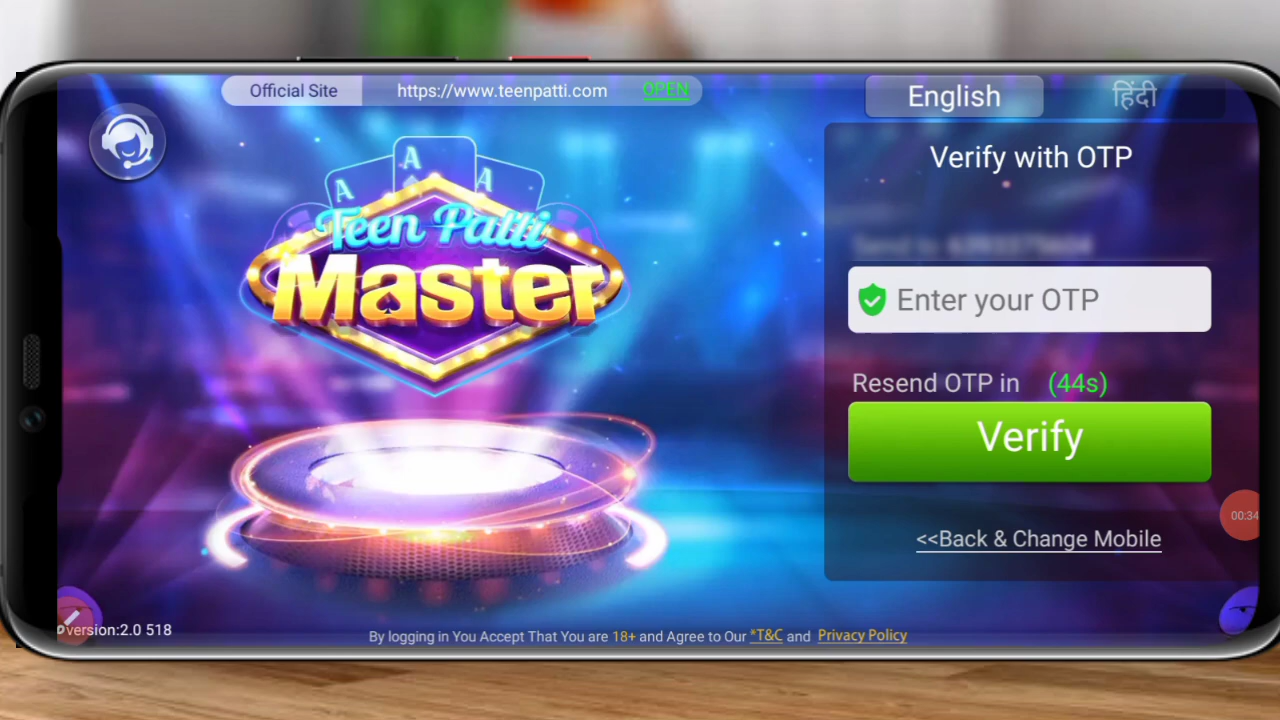 Official Site https://www.teenpatti.com OPEN
English हिंदी
Verify with OTP
A A A
Teen Patti
Master
Enter your OTP
Resend OTP in (44s)
Verify
00:34
<<Back & Change Mobile
version:2.0 518
By logging in You Accept That You are 18+ and Agree to Our *T&C and Privacy Policy